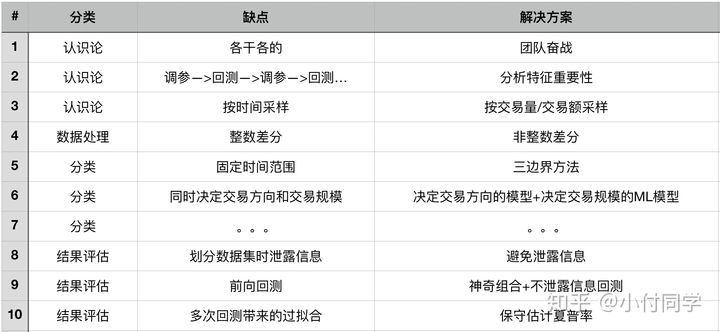 # 分类 缺点 解决方案
1 认识论 各干各的 团队奋战
2 认识论 调参—>回测—>调参—>回测... 分析特征重要性
3 认识论 按时间采样 按交易量/交易额采样
4 数据处理 整数差分 非整数差分
5 分类 固定时间范围 三边界方法
6 分类 同时决定交易方向和交易规模 决定交易方向的模型+决定交易规模的ML模型
7 分类 。。。 。。。
8 结果评估 划分数据集时泄露信息 避免泄露信息
9 结果评估 前向回测 神奇组合+不泄露信息回测
10 结果评估 多次回测带来的过拟合 保守估计夏普率
知乎 @小付同学